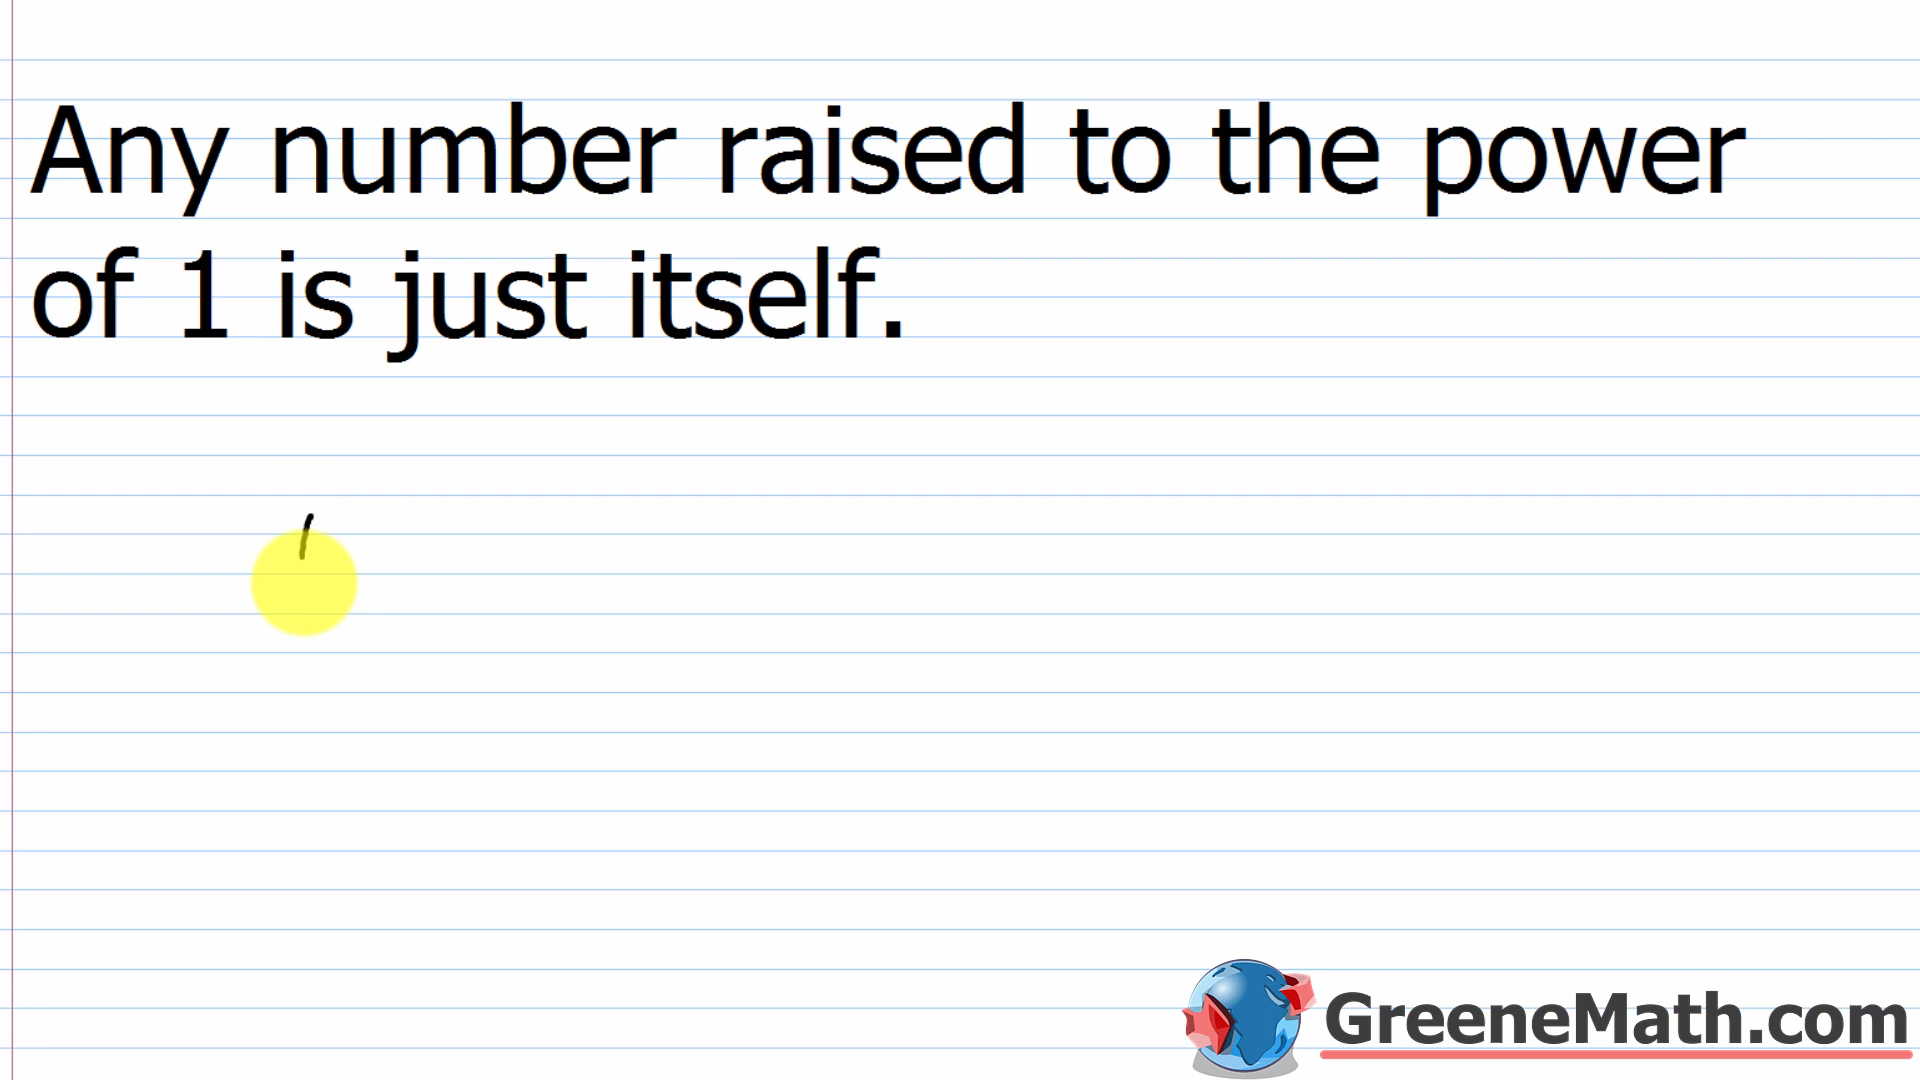 Any number raised to the power
of 1 is just itself.
GreeneMath.com